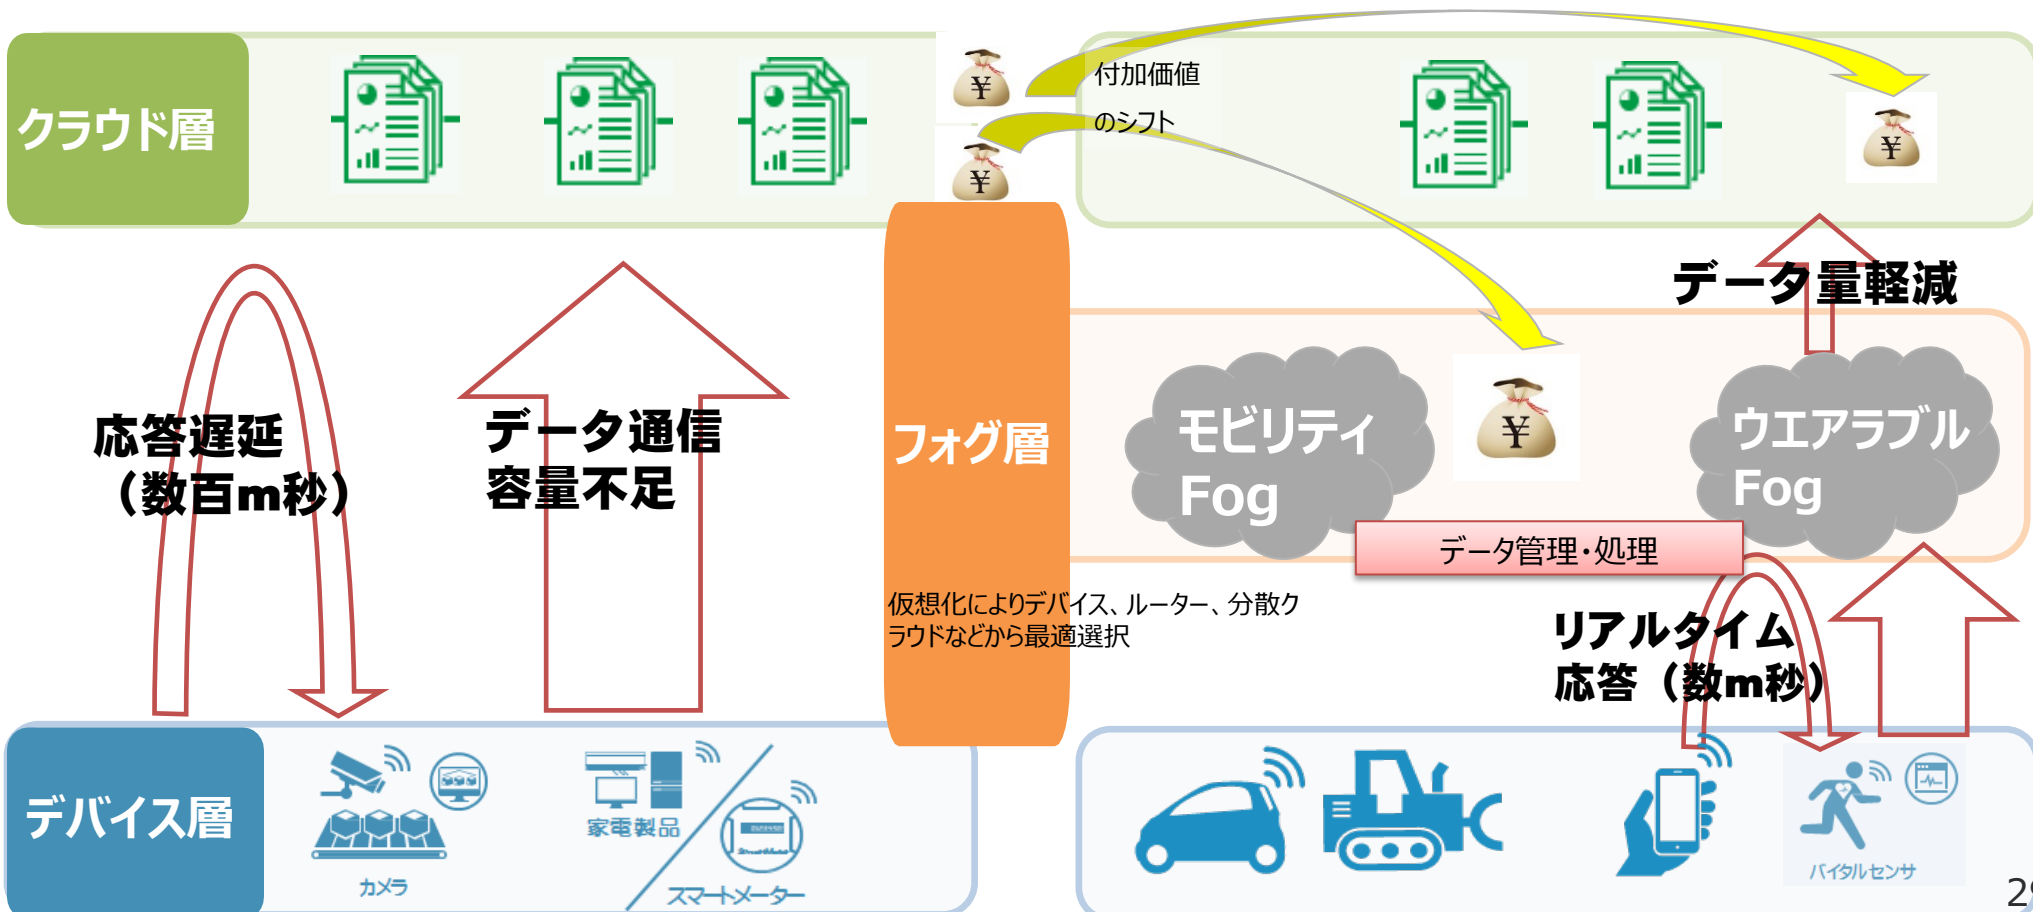 クラウド層
¥
¥
付加価値
のシフト
¥
データ量軽減
応答遅延
（数百m秒）
データ通信
容量不足
フォグ層
モビリティ
Fog
¥
ウエアラブル
Fog
データ管理・処理
仮想化によりデバイス、ルーター、分散ク
ラウドなどから最適選択
リアルタイム
応答（数m秒）
デバイス層
カメラ
家電製品
スマートメーター
バイタルセンサ